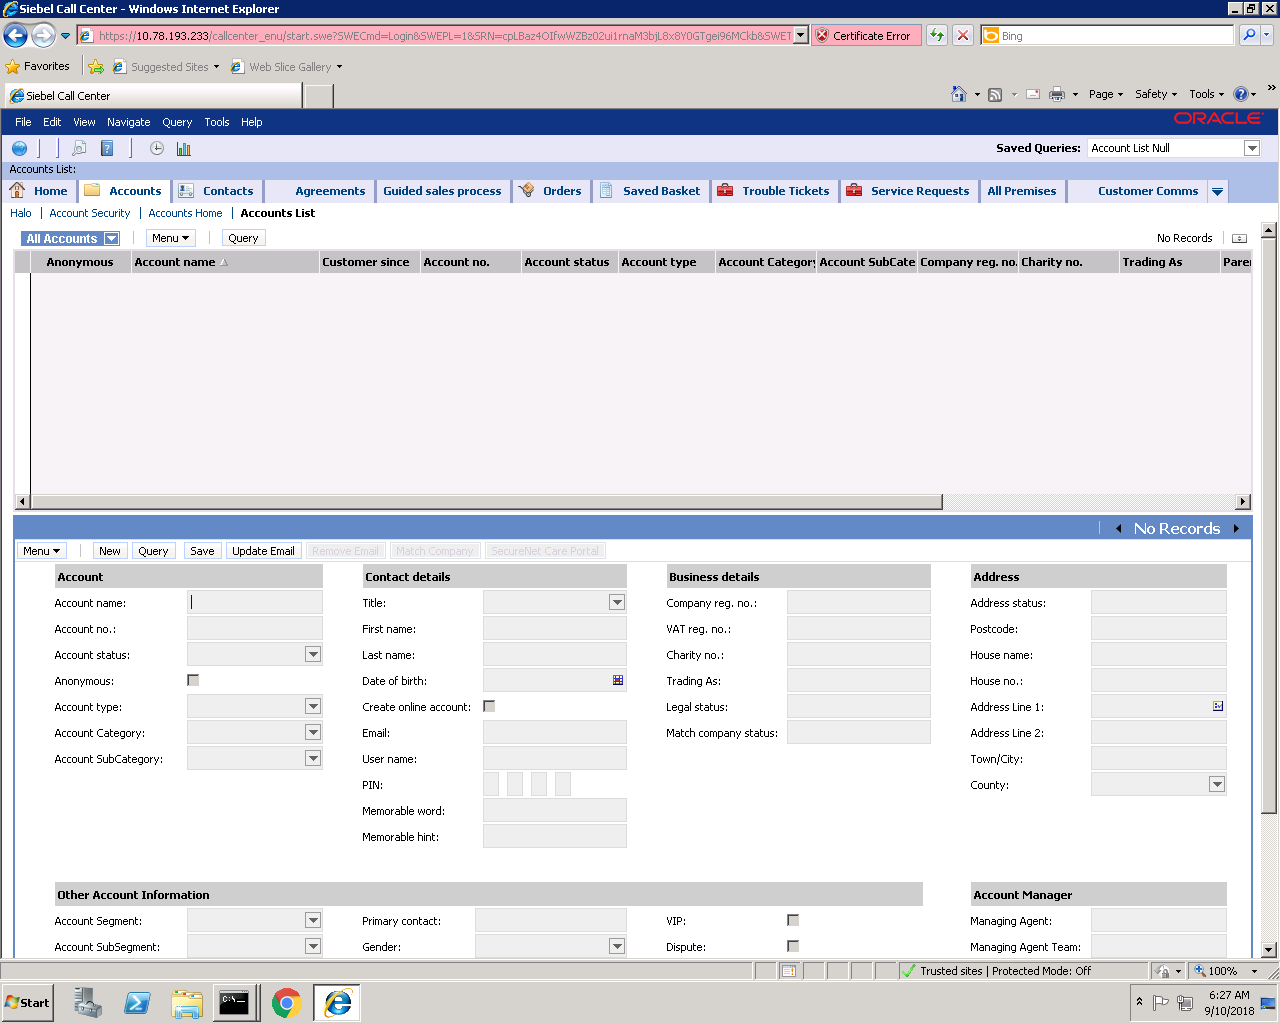 Siebel Call Center - Windows Internet Explorer
https://10.78.193.233/callcenter_enu/start.swe?SWECmd=Login&SWEPL=1&SRN=cpLBaz4OIfwWZBz02ui1rnaM3bjL8x8Y0GTgei96MCkb&SWET
Certificate Error
Bing
Favorites
Suggested Sites
Web Slice Gallery
Siebel Call Center
Page
Safety
Tools
File Edit View Navigate Query Tools Help
ORACLE
Saved Queries: Account List Null
Accounts List:
Home Accounts Contacts Agreements Guided sales process Orders Saved Basket Trouble Tickets Service Requests All Premises Customer Comms
Halo | Account Security | Accounts Home | Accounts List
All Accounts Menu Query No Records
Anonymous Account name Customer since Account no. Account status Account type Account Category Account SubCate Company reg. no. Charity no. Trading As Pare
No Records
Menu New Query Save Update Email Remove Email Match Company SecureNet Care Portal
Account Contact details Business details Address
Account name: Title: Company reg. no.: Address status:
Account no.: First name: VAT reg. no.: Postcode:
Account status: Last name: Charity no.: House name:
Anonymous: Date of birth: Trading As: House no.:
Account type: Create online account: Legal status: Address Line 1:
Account Category: Email: Match company status: Address Line 2:
Account SubCategory: User name: Town/City:
PIN: County:
Memorable word:
Memorable hint:
Other Account Information Account Manager
Account Segment: Primary contact: VIP: Managing Agent:
Account SubSegment: Gender: Dispute: Managing Agent Team:
Trusted sites | Protected Mode: Off 100%
Start
6:27 AM
9/10/2018